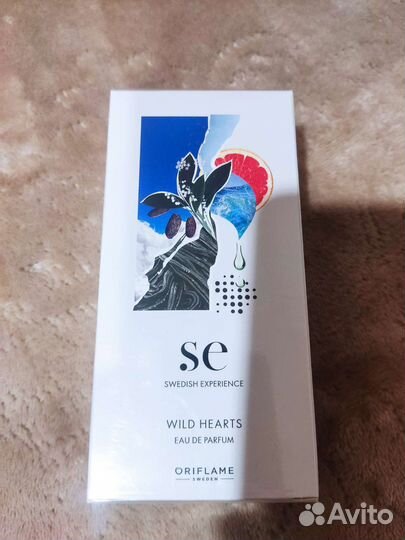 se
SWEDISH EXPERIENCE
WILD HEARTS
EAU DE PARFUM
ORIFLAME
SWEDEN
Avito